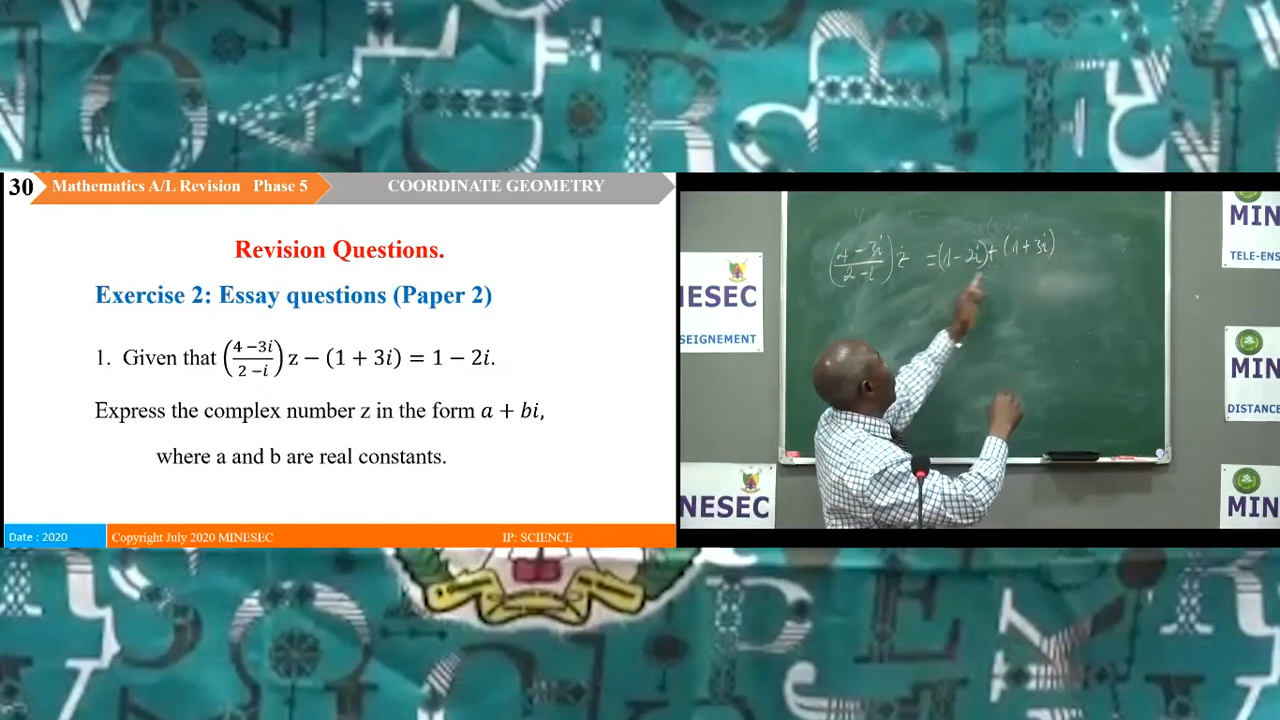 30 Mathematics A/L Revision Phase 5 COORDINATE GEOMETRY
Revision Questions.
Exercise 2: Essay questions (Paper 2)
1. Given that ((4 −3i)/(2 −i)) z − (1 + 3i) = 1 − 2i.
Express the complex number z in the form a + bi,
where a and b are real constants.
Date : 2020 Copyright July 2020 MINESEC IP: SCIENCE
((4 - 3i)/(2 - i)) z = (1 - 2i) + (1 + 3i)
NESEC
SEIGNEMENT
NESEC
MIN
TELE-ENS
MIN
DISTANCE
MIN